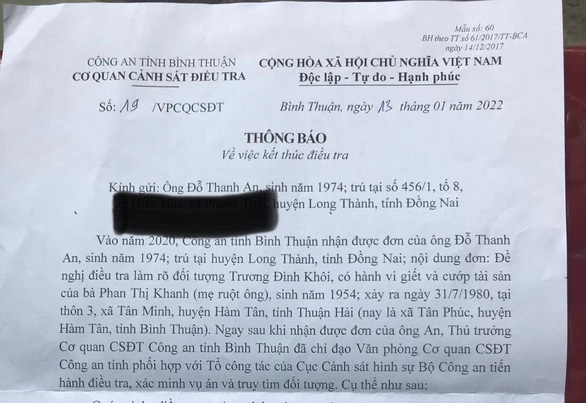 Mẫu số: 60
BH theo TT số 61/2017/TT-BCA
ngày 14/12/2017
CÔNG AN TỈNH BÌNH THUẬN
CƠ QUAN CẢNH SÁT ĐIỀU TRA
CỘNG HÒA XÃ HỘI CHỦ NGHĨA VIỆT NAM
Độc lập - Tự do - Hạnh phúc
Số: 19 /VPCQCSĐT
Bình Thuận, ngày 13 tháng 01 năm 2022
THÔNG BÁO
Về việc kết thúc điều tra
Kính gửi: Ông Đỗ Thanh An, sinh năm 1974; trú tại số 456/1, tổ 8,
huyện Long Thành, tỉnh Đồng Nai
Vào năm 2020, Công an tỉnh Bình Thuận nhận được đơn của ông Đỗ Thanh
An, sinh năm 1974; trú tại huyện Long Thành, tỉnh Đồng Nai; nội dung đơn: Đề
nghị điều tra làm rõ đối tượng Trương Đình Khôi, có hành vi giết và cướp tài sản
của bà Phan Thị Khanh (mẹ ruột ông), sinh năm 1954; xảy ra ngày 31/7/1980, tại
thôn 3, xã Tân Minh, huyện Hàm Tân, tỉnh Thuận Hải (nay là xã Tân Phúc, huyện
Hàm Tân, tỉnh Bình Thuận). Ngay sau khi nhận được đơn của ông An, Thủ trưởng
Cơ quan CSĐT Công an tỉnh Bình Thuận đã chỉ đạo Văn phòng Cơ quan CSĐT
Công an tỉnh phối hợp với Tổ công tác của Cục Cảnh sát hình sự Bộ Công an tiến
hành điều tra, xác minh vụ án và truy tìm đối tượng. Cụ thể như sau: